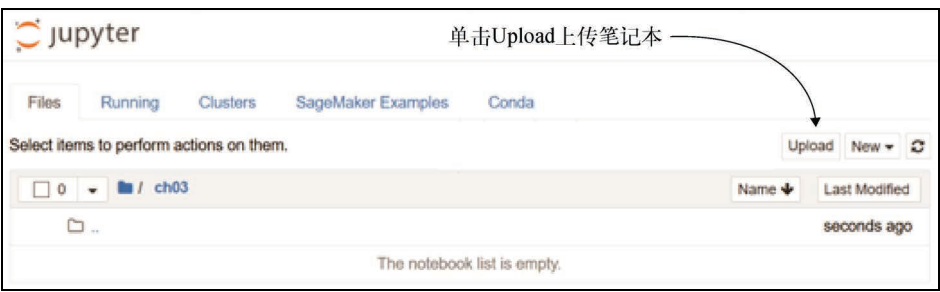 jupyter
单击Upload上传笔记本
Files Running Clusters SageMaker Examples Conda
Select items to perform actions on them.
Upload New
0 / ch03 Name Last Modified
.. seconds ago
The notebook list is empty.